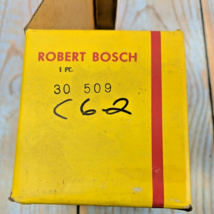 ROBERT BOSCH
1 PC.
30 509
C62